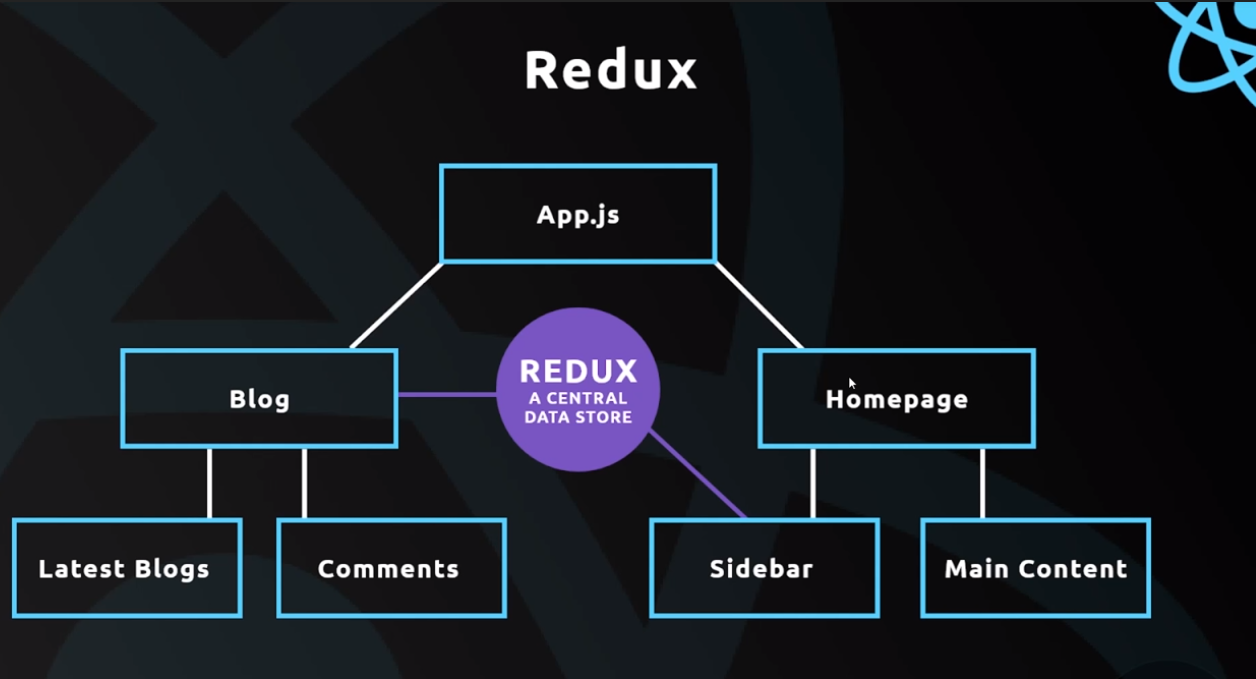 Redux
App.js
Blog
REDUX
A CENTRAL
DATA STORE
Homepage
Latest Blogs
Comments
Sidebar
Main Content